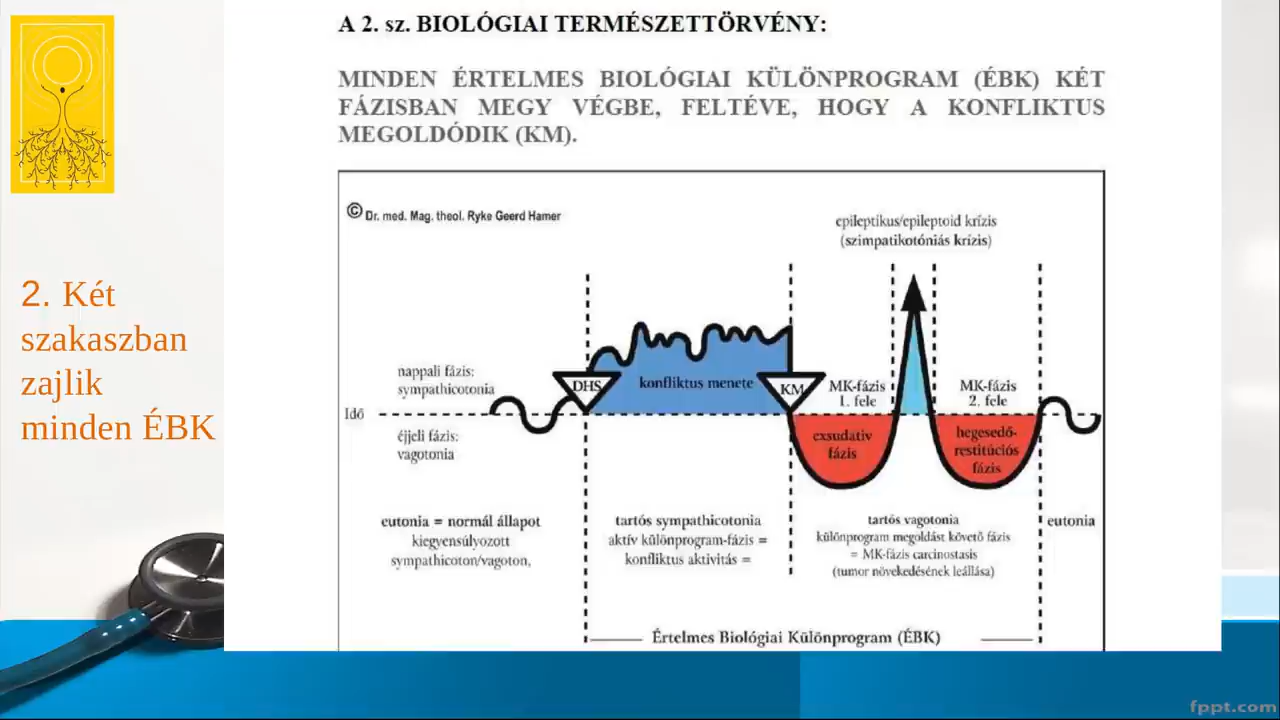 A 2. sz. BIOLÓGIAI TERMÉSZETTÖRVÉNY:
MINDEN ÉRTELMES BIOLÓGIAI KÜLÖNPROGRAM (ÉBK) KÉT
FÁZISBAN MEGY VÉGBE, FELTÉVE, HOGY A KONFLIKTUS
MEGOLDÓDIK (KM).
2. Két
szakaszban
zajlik
minden ÉBK
© Dr. med. Mag. theol. Ryke Geerd Hamer
epileptikus/epileptoid krízis
(szimpatikotóniás krízis)
nappali fázis:
sympathicotonia
DHS
konfliktus menete
KM
MK-fázis
1. fele
MK-fázis
2. fele
Idő
éjjeli fázis:
vagotonia
exsudatív
fázis
hegesedő-
restitúciós
fázis
eutonia = normál állapot
kiegyensúlyozott
sympathicoton/vagoton,
tartós sympathicotonia
aktív különprogram-fázis =
konfliktus aktivitás =
tartós vagotonia
különprogram megoldást követő fázis
= MK-fázis carcinostasis
(tumor növekedésének leállása)
eutonia
Értelmes Biológiai Különprogram (ÉBK)
fppt.com